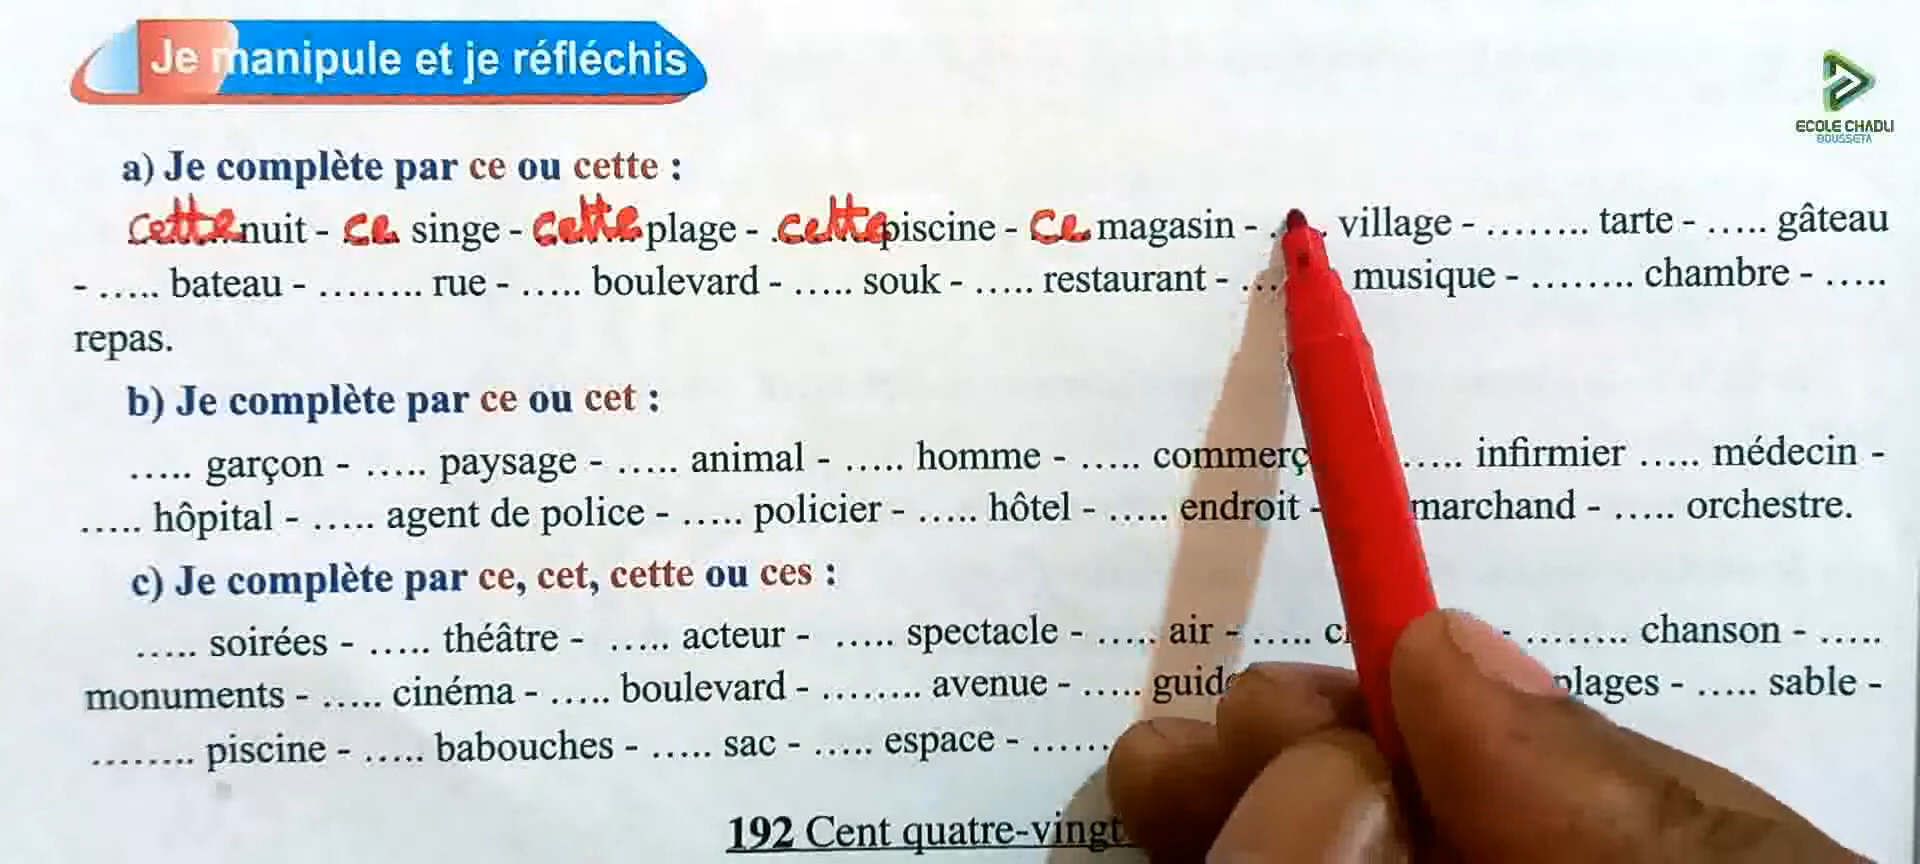 Je manipule et je réfléchis
ECOLE CHADLI
BOUSSETA
a) Je complète par ce ou cette :
cette nuit - ce singe - cette plage - cette piscine - ce magasin - ..... village - ........ tarte - ..... gâteau
- ..... bateau - ........ rue - ..... boulevard - ..... souk - ..... restaurant - ... musique - ........ chambre - .....
repas.
b) Je complète par ce ou cet :
..... garçon - ..... paysage - ..... animal - ..... homme - ..... ..... infirmier ..... médecin -
..... hôpital - ..... agent de police - ..... policier - ..... hôtel - ..... endroit - marchand - ..... orchestre.
c) Je complète par ce, cet, cette ou ces :
..... soirées - ..... théâtre - ..... acteur - ..... spectacle - ..... air - ..... - ........ chanson - .....
monuments - ..... cinéma - ..... boulevard - ........ avenue - ..... plages - ..... sable -
........ piscine - ..... babouches - ..... sac - ..... espace - ......
192 Cent quatre-vingt